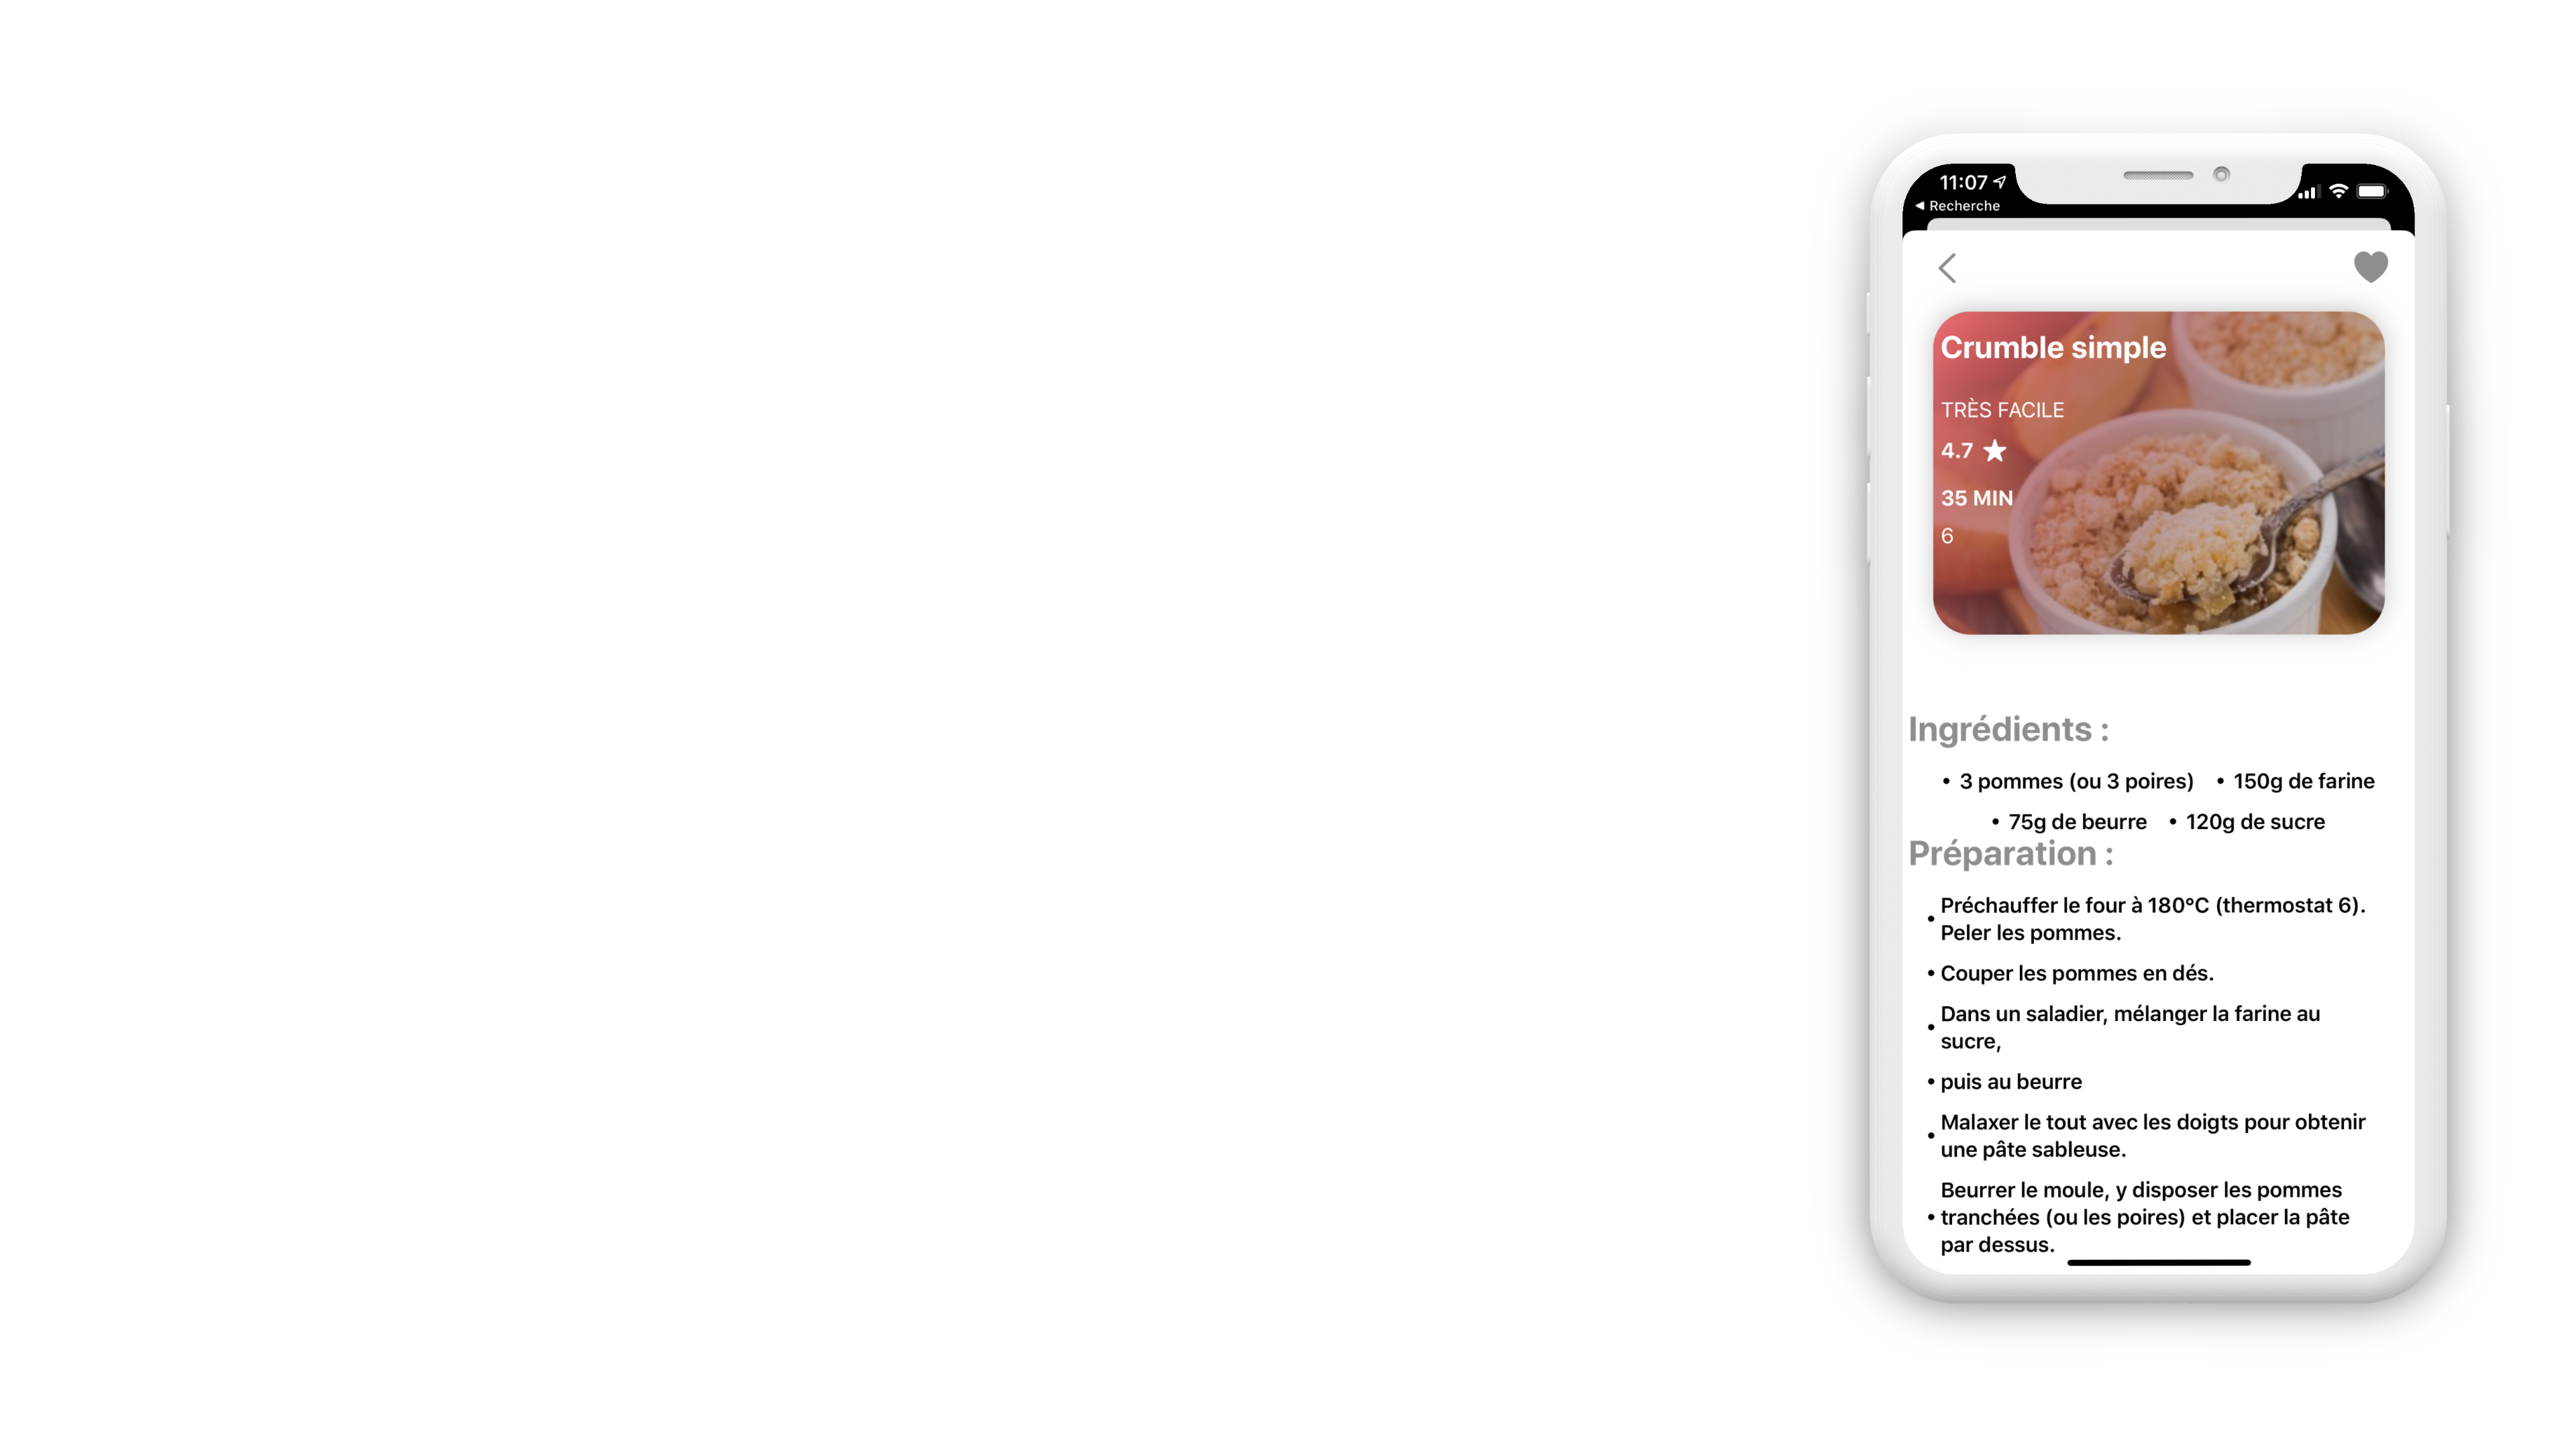 11:07
◀ Recherche
Crumble simple
TRÈS FACILE
4.7 ★
35 MIN
6
Ingrédients :
• 3 pommes (ou 3 poires) • 150g de farine
• 75g de beurre • 120g de sucre
Préparation :
• Préchauffer le four à 180°C (thermostat 6).
Peler les pommes.
• Couper les pommes en dés.
• Dans un saladier, mélanger la farine au
sucre,
• puis au beurre
• Malaxer le tout avec les doigts pour obtenir
une pâte sableuse.
• Beurrer le moule, y disposer les pommes
tranchées (ou les poires) et placer la pâte
par dessus.